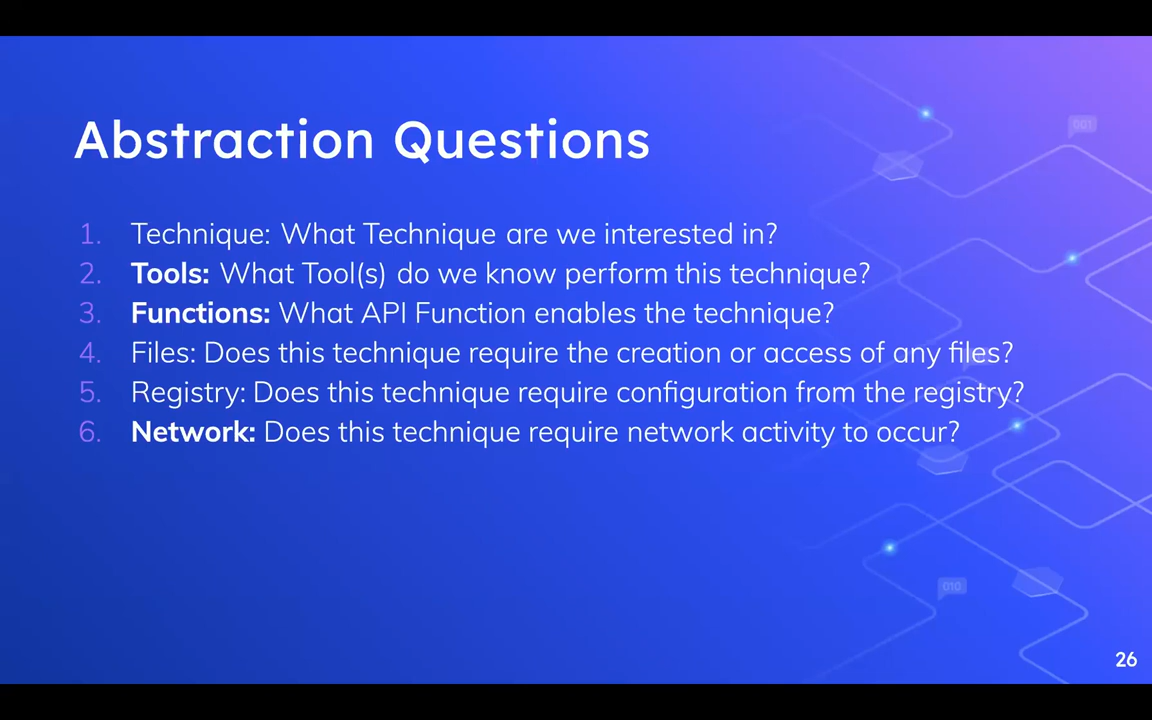 Abstraction Questions
1. Technique: What Technique are we interested in?
2. Tools: What Tool(s) do we know perform this technique?
3. Functions: What API Function enables the technique?
4. Files: Does this technique require the creation or access of any files?
5. Registry: Does this technique require configuration from the registry?
6. Network: Does this technique require network activity to occur?
001
010
26